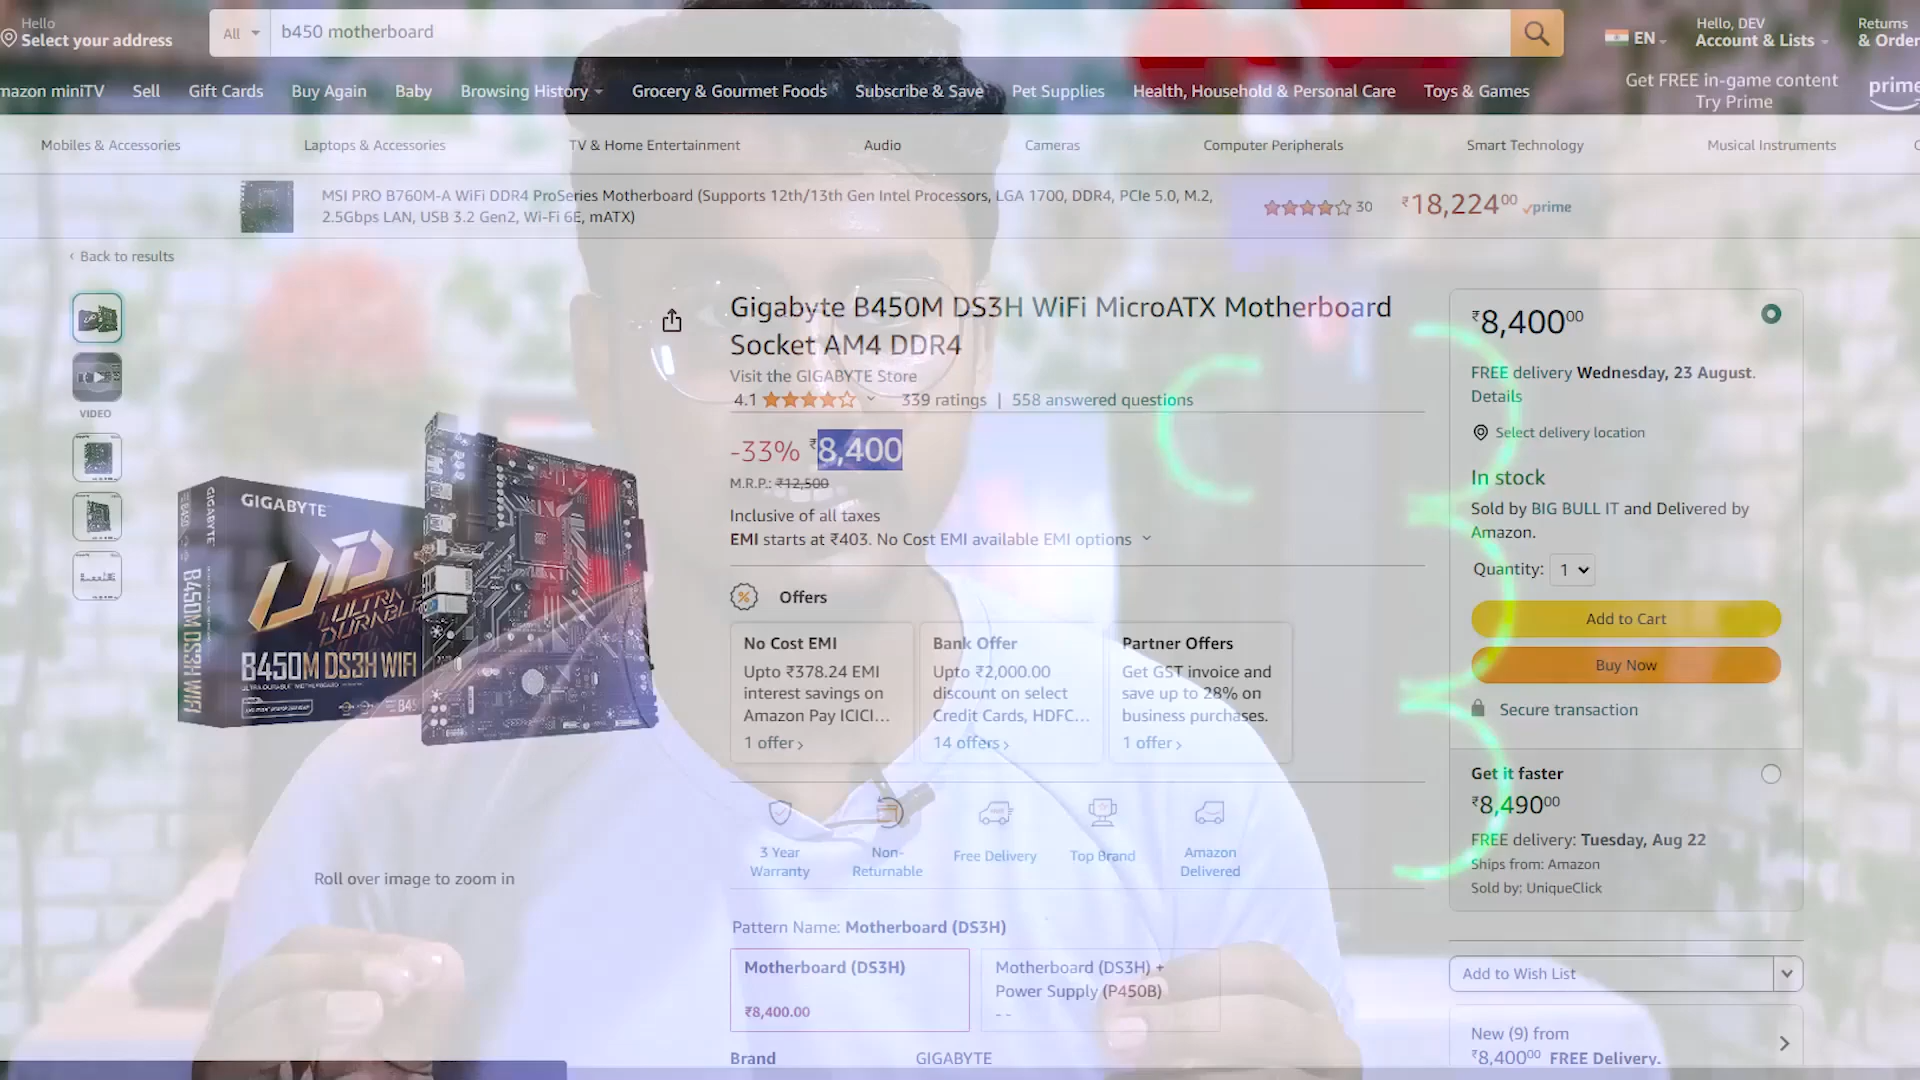 Hello
Select your address
All
b450 motherboard
EN
Hello, DEV
Account & Lists
Returns
& Order
mazon miniTV
Sell
Gift Cards
Buy Again
Baby
Browsing History
Grocery & Gourmet Foods
Subscribe & Save
Pet Supplies
Health, Household & Personal Care
Toys & Games
Get FREE in-game content
Try Prime
prime
Mobiles & Accessories
Laptops & Accessories
TV & Home Entertainment
Audio
Cameras
Computer Peripherals
Smart Technology
Musical Instruments
MSI PRO B760M-A WiFi DDR4 ProSeries Motherboard (Supports 12th/13th Gen Intel Processors, LGA 1700, DDR4, PCIe 5.0, M.2,
2.5Gbps LAN, USB 3.2 Gen2, Wi-Fi 6E, mATX)
30
₹18,22400
prime
‹ Back to results
VIDEO
GIGABYTE
GIGABYTE
UD
ULTRA
DURABLE
B450M DS3H WIFI
B450M DS3H WIFI
Roll over image to zoom in
Gigabyte B450M DS3H WiFi MicroATX Motherboard
Socket AM4 DDR4
Visit the GIGABYTE Store
4.1
339 ratings | 558 answered questions
-33% ₹8,400
M.R.P.: ₹12,500
Inclusive of all taxes
EMI starts at ₹403. No Cost EMI available EMI options
Offers
No Cost EMI
Upto ₹378.24 EMI
interest savings on
Amazon Pay ICICI…
1 offer ›
Bank Offer
Upto ₹2,000.00
discount on select
Credit Cards, HDFC…
14 offers ›
Partner Offers
Get GST invoice and
save up to 28% on
business purchases.
1 offer ›
3 Year
Warranty
Non-
Returnable
Free Delivery
Top Brand
Amazon
Delivered
Pattern Name: Motherboard (DS3H)
Motherboard (DS3H)
₹8,400.00
Motherboard (DS3H) +
Power Supply (P450B)
- -
Brand
GIGABYTE
₹8,40000
FREE delivery Wednesday, 23 August.
Details
Select delivery location
In stock
Sold by BIG BULL IT and Delivered by
Amazon.
Quantity: 1
Add to Cart
Buy Now
Secure transaction
Get it faster
₹8,49000
FREE delivery: Tuesday, Aug 22
Ships from: Amazon
Sold by: UniqueClick
Add to Wish List
New (9) from
₹8,40000 FREE Delivery.